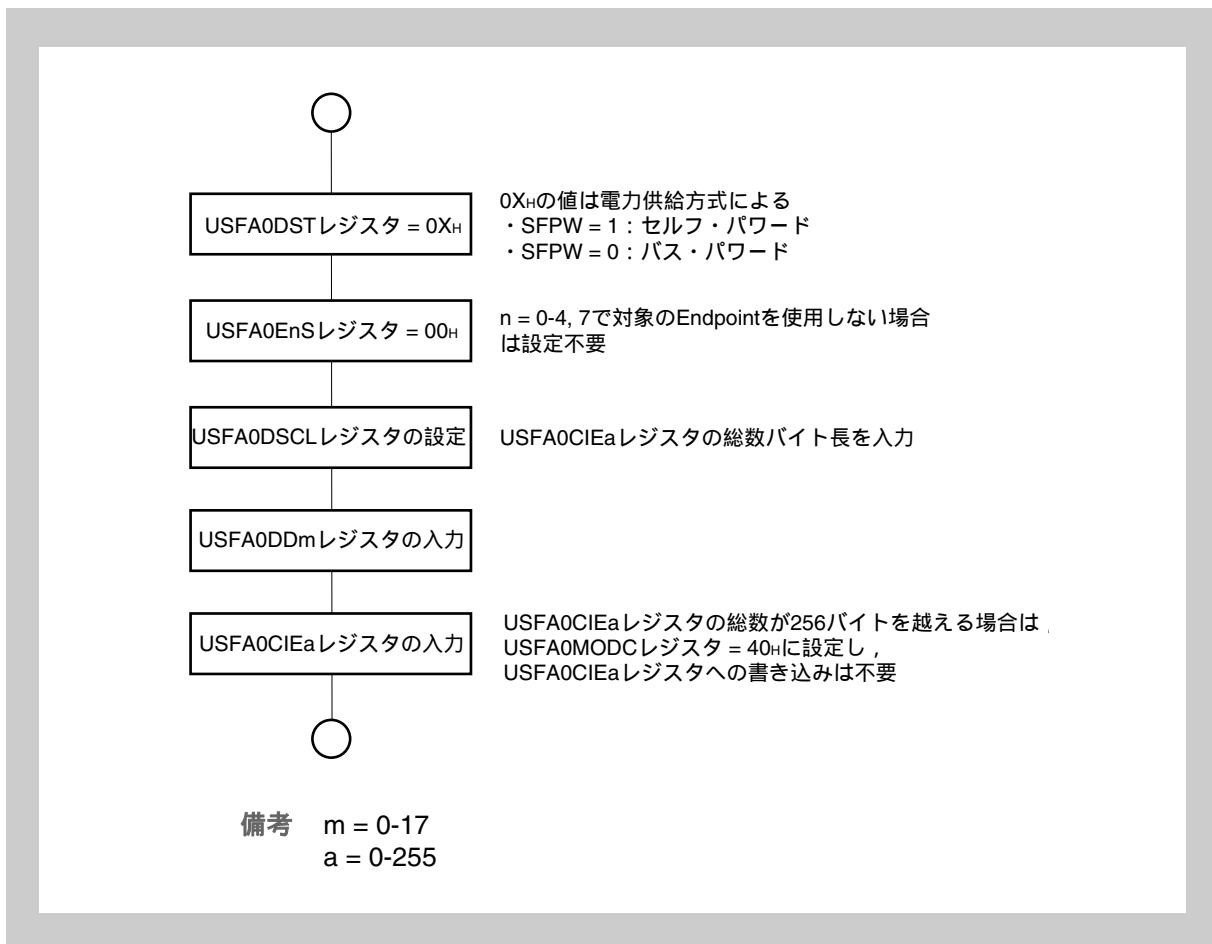 USFA0DSTレジスタ = 0XH
0XHの値は電力供給方式による
・SFPW = 1：セルフ・パワード
・SFPW = 0：バス・パワード
USFA0EnSレジスタ = 00H
n = 0-4, 7で対象のEndpointを使用しない場合
は設定不要
USFA0DSCLレジスタの設定
USFA0CIEaレジスタの総数バイト長を入力
USFA0DDmレジスタの入力
USFA0CIEaレジスタの入力
USFA0CIEaレジスタの総数が256バイトを越える場合は，
USFA0MODCレジスタ = 40Hに設定し，
USFA0CIEaレジスタへの書き込みは不要
備考 m = 0-17
a = 0-255